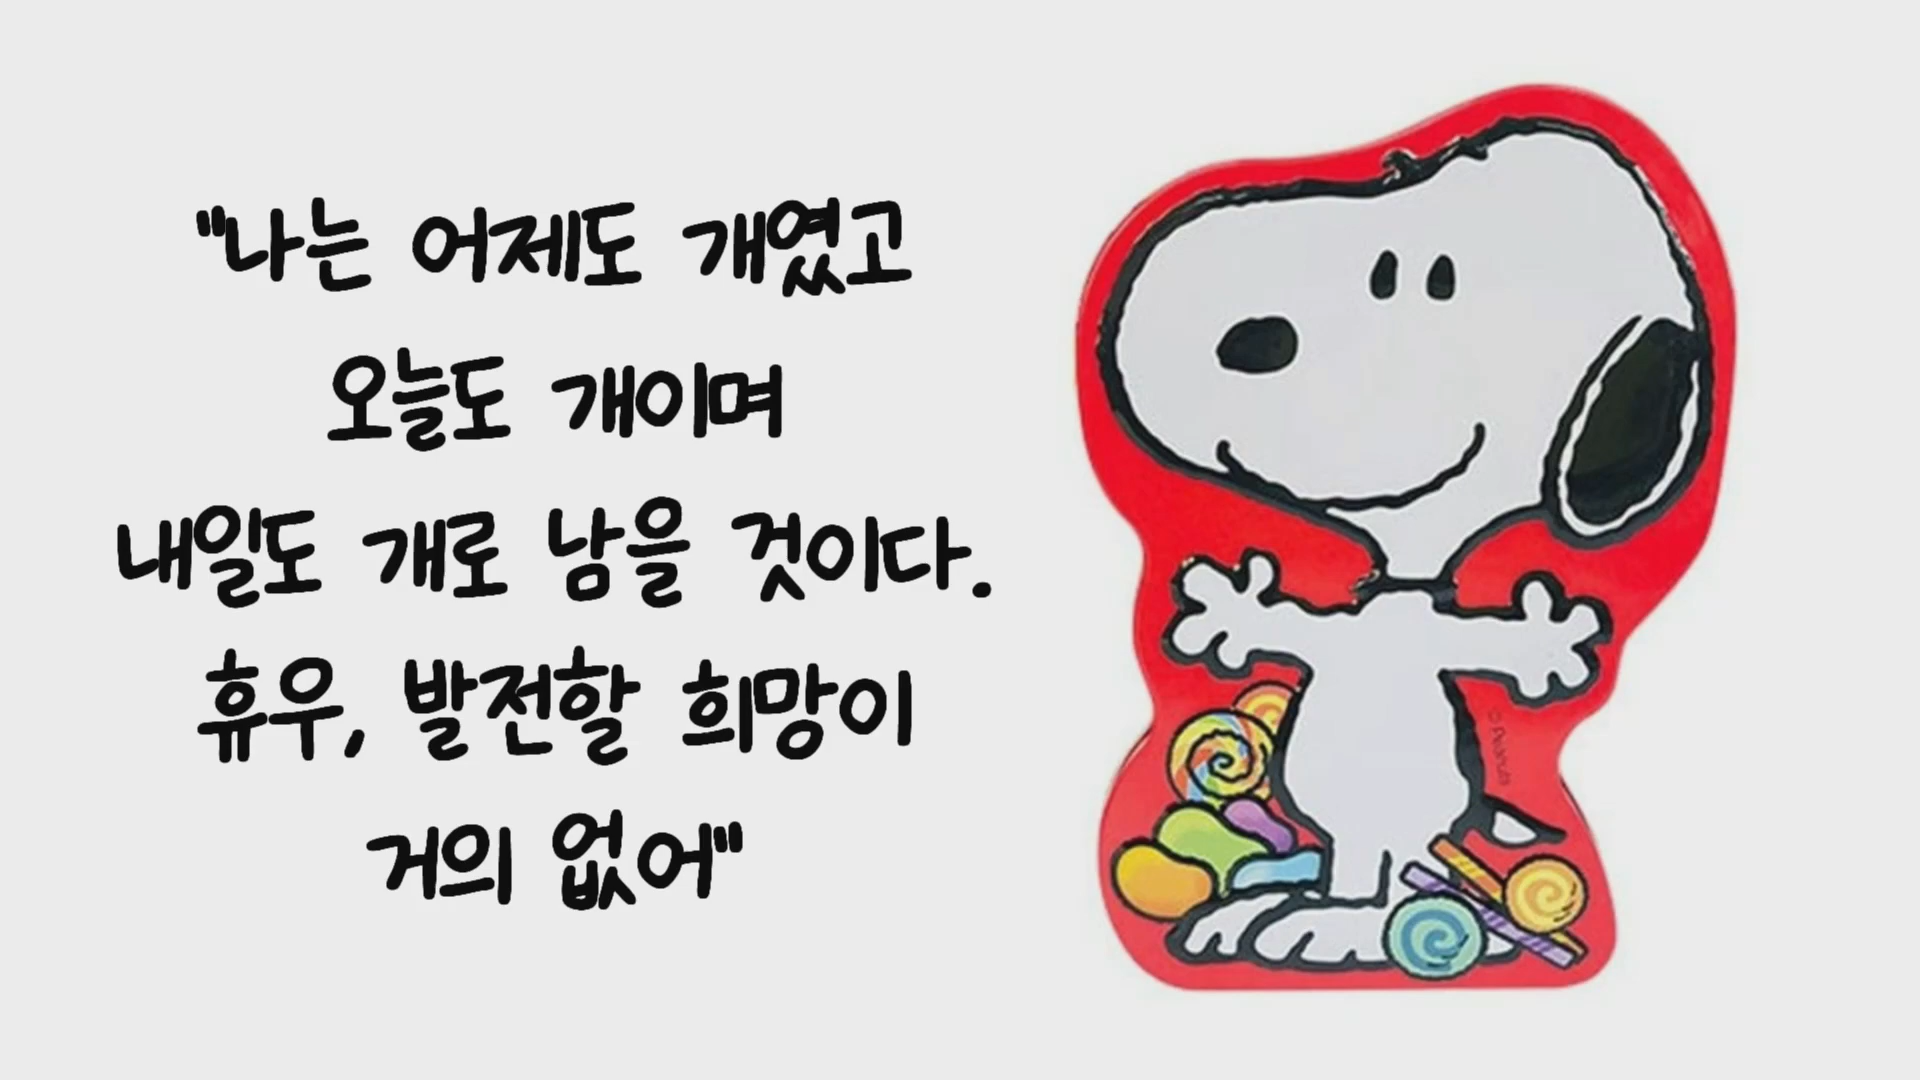 "나는 어제도 개였고
오늘도 개이며
내일도 개로 남을 것이다.
휴우, 발전할 희망이
거의 없어"
© Peanuts